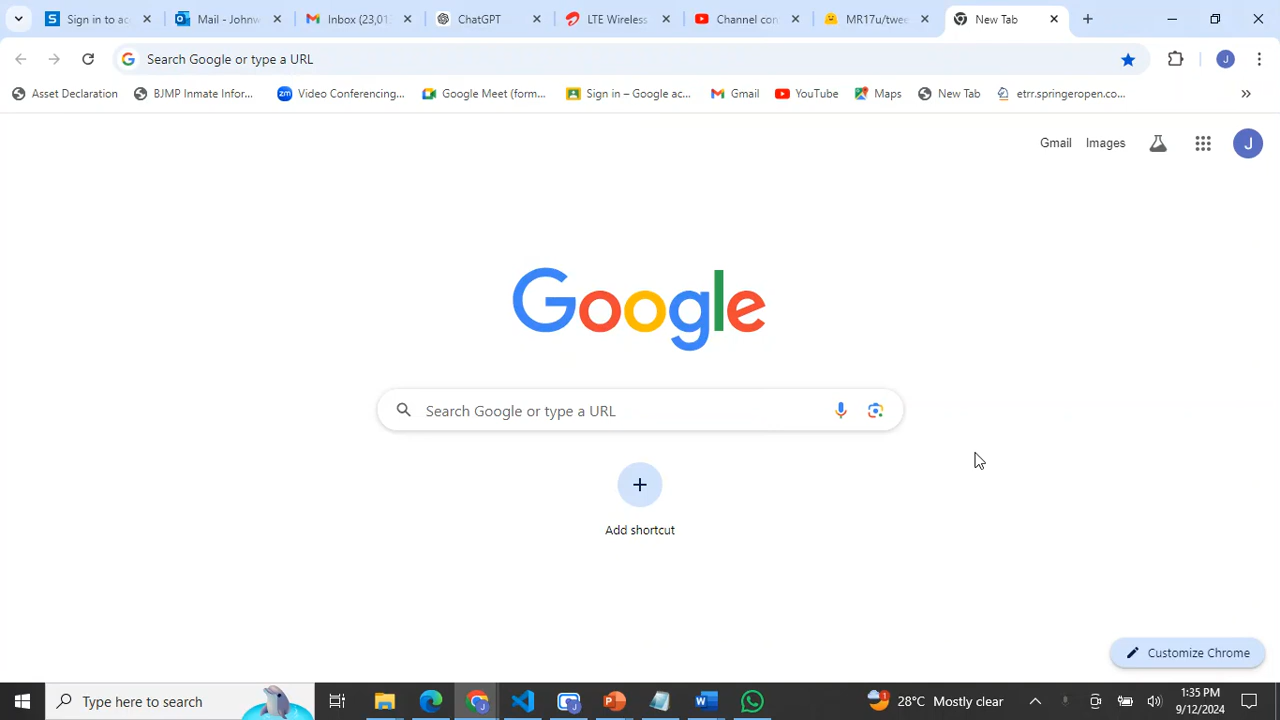 Sign in to ac
Mail - Johnw
Inbox (23,01
ChatGPT
LTE Wireless
Channel con
MR17u/twee
New Tab
Search Google or type a URL
J
Asset Declaration
BJMP Inmate Infor...
zm Video Conferencing...
Google Meet (form...
Sign in – Google ac...
Gmail
YouTube
Maps
New Tab
etrr.springeropen.co...
Gmail Images J
Google
Search Google or type a URL
Add shortcut
Customize Chrome
Type here to search
28°C Mostly clear
1:35 PM
9/12/2024